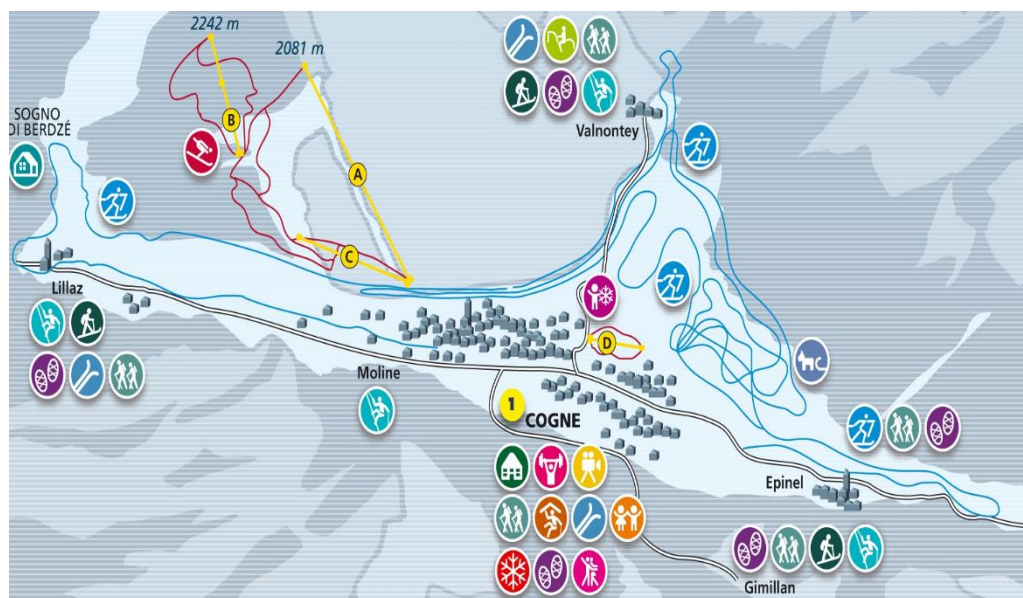 2242 m
2081 m
SOGNO
DI BERDZÉ
B
A
C
Valnontey
Lillaz
D
Moline
1
COGNE
Epinel
Gimillan